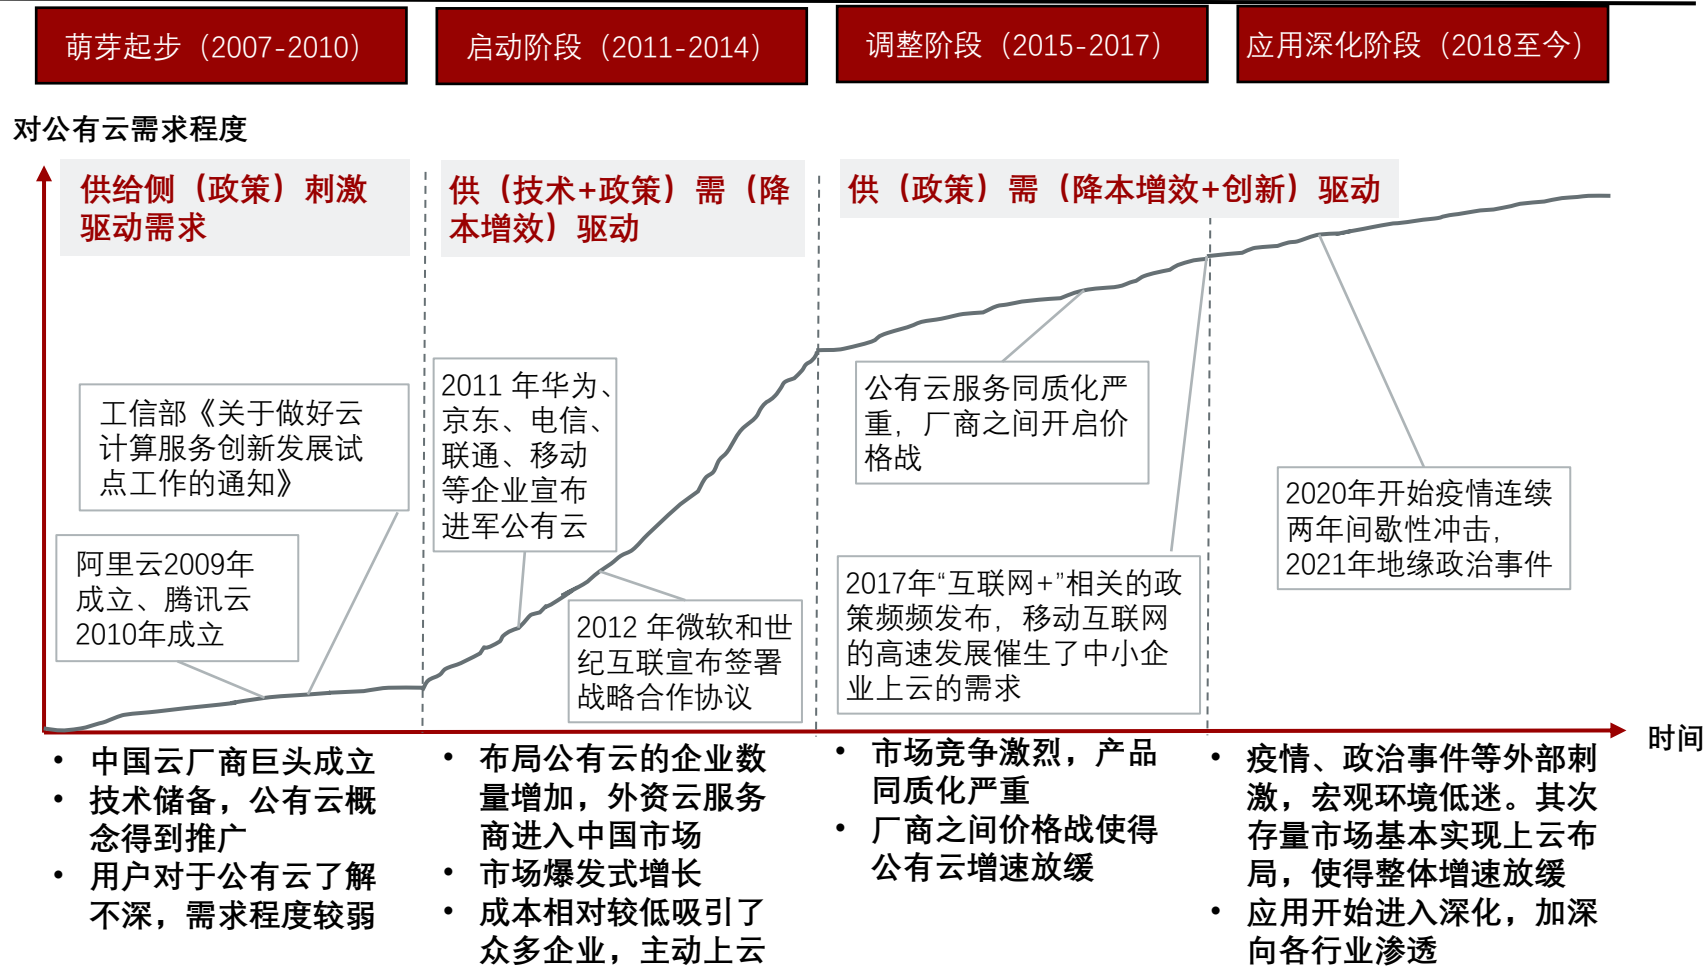 萌芽起步（2007-2010）
启动阶段（2011-2014）
调整阶段（2015-2017）
应用深化阶段（2018至今）
对公有云需求程度
供给侧（政策）刺激
驱动需求
供（技术+政策）需（降
本增效）驱动
供（政策）需（降本增效+创新）驱动
工信部《关于做好云
计算服务创新发展试
点工作的通知》
阿里云2009年
成立、腾讯云
2010年成立
2011 年华为、
京东、电信、
联通、移动
等企业宣布
进军公有云
2012 年微软和世
纪互联宣布签署
战略合作协议
公有云服务同质化严
重，厂商之间开启价
格战
2017年“互联网+”相关的政
策频频发布，移动互联网
的高速发展催生了中小企
业上云的需求
2020年开始疫情连续
两年间歇性冲击，
2021年地缘政治事件
时间
• 中国云厂商巨头成立
• 技术储备，公有云概
念得到推广
• 用户对于公有云了解
不深，需求程度较弱
• 布局公有云的企业数
量增加，外资云服务
商进入中国市场
• 市场爆发式增长
• 成本相对较低吸引了
众多企业，主动上云
• 市场竞争激烈，产品
同质化严重
• 厂商之间价格战使得
公有云增速放缓
• 疫情、政治事件等外部刺
激，宏观环境低迷。其次
存量市场基本实现上云布
局，使得整体增速放缓
• 应用开始进入深化，加深
向各行业渗透